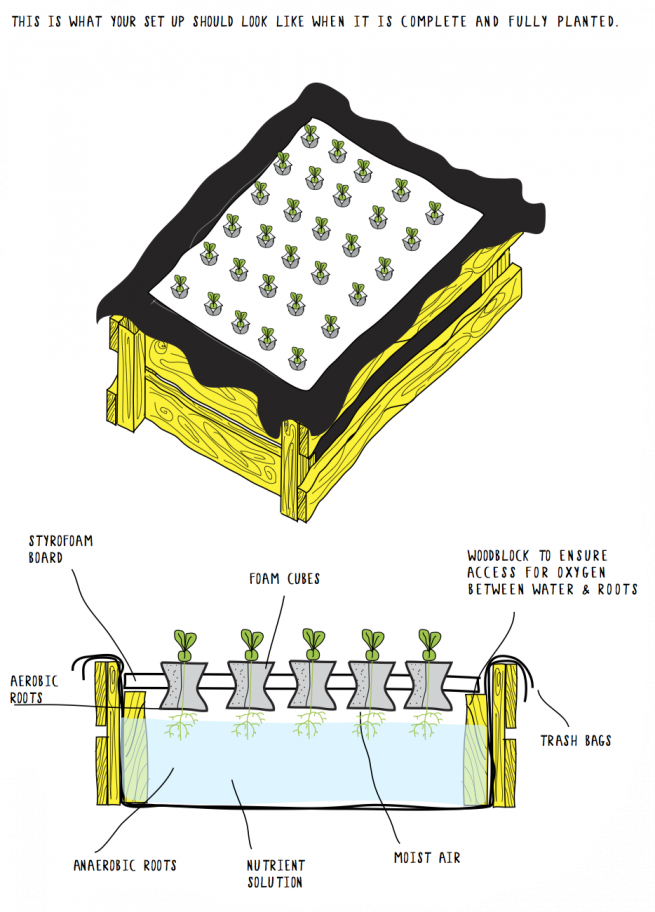 THIS IS WHAT YOUR SET UP SHOULD LOOK LIKE WHEN IT IS COMPLETE AND FULLY PLANTED.
STYROFOAM
BOARD
FOAM CUBES
WOODBLOCK TO ENSURE
ACCESS FOR OXYGEN
BETWEEN WATER & ROOTS
AEROBIC
ROOTS
TRASH BAGS
ANAEROBIC ROOTS
NUTRIENT
SOLUTION
MOIST AIR